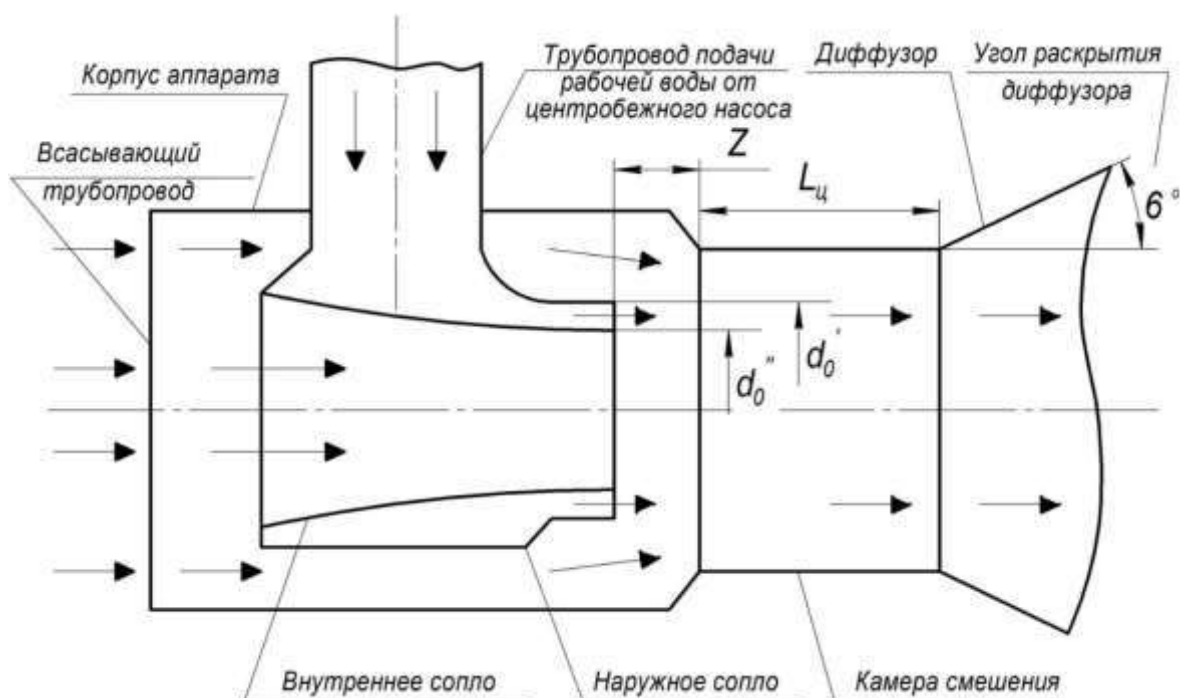 Корпус аппарата
Трубопровод подачи
рабочей воды от
центробежного насоса
Диффузор
Угол раскрытия
диффузора
Всасывающий
трубопровод
Z
Lц
6°
d₀"
d₀'
Внутреннее сопло
Наружное сопло
Камера смешения